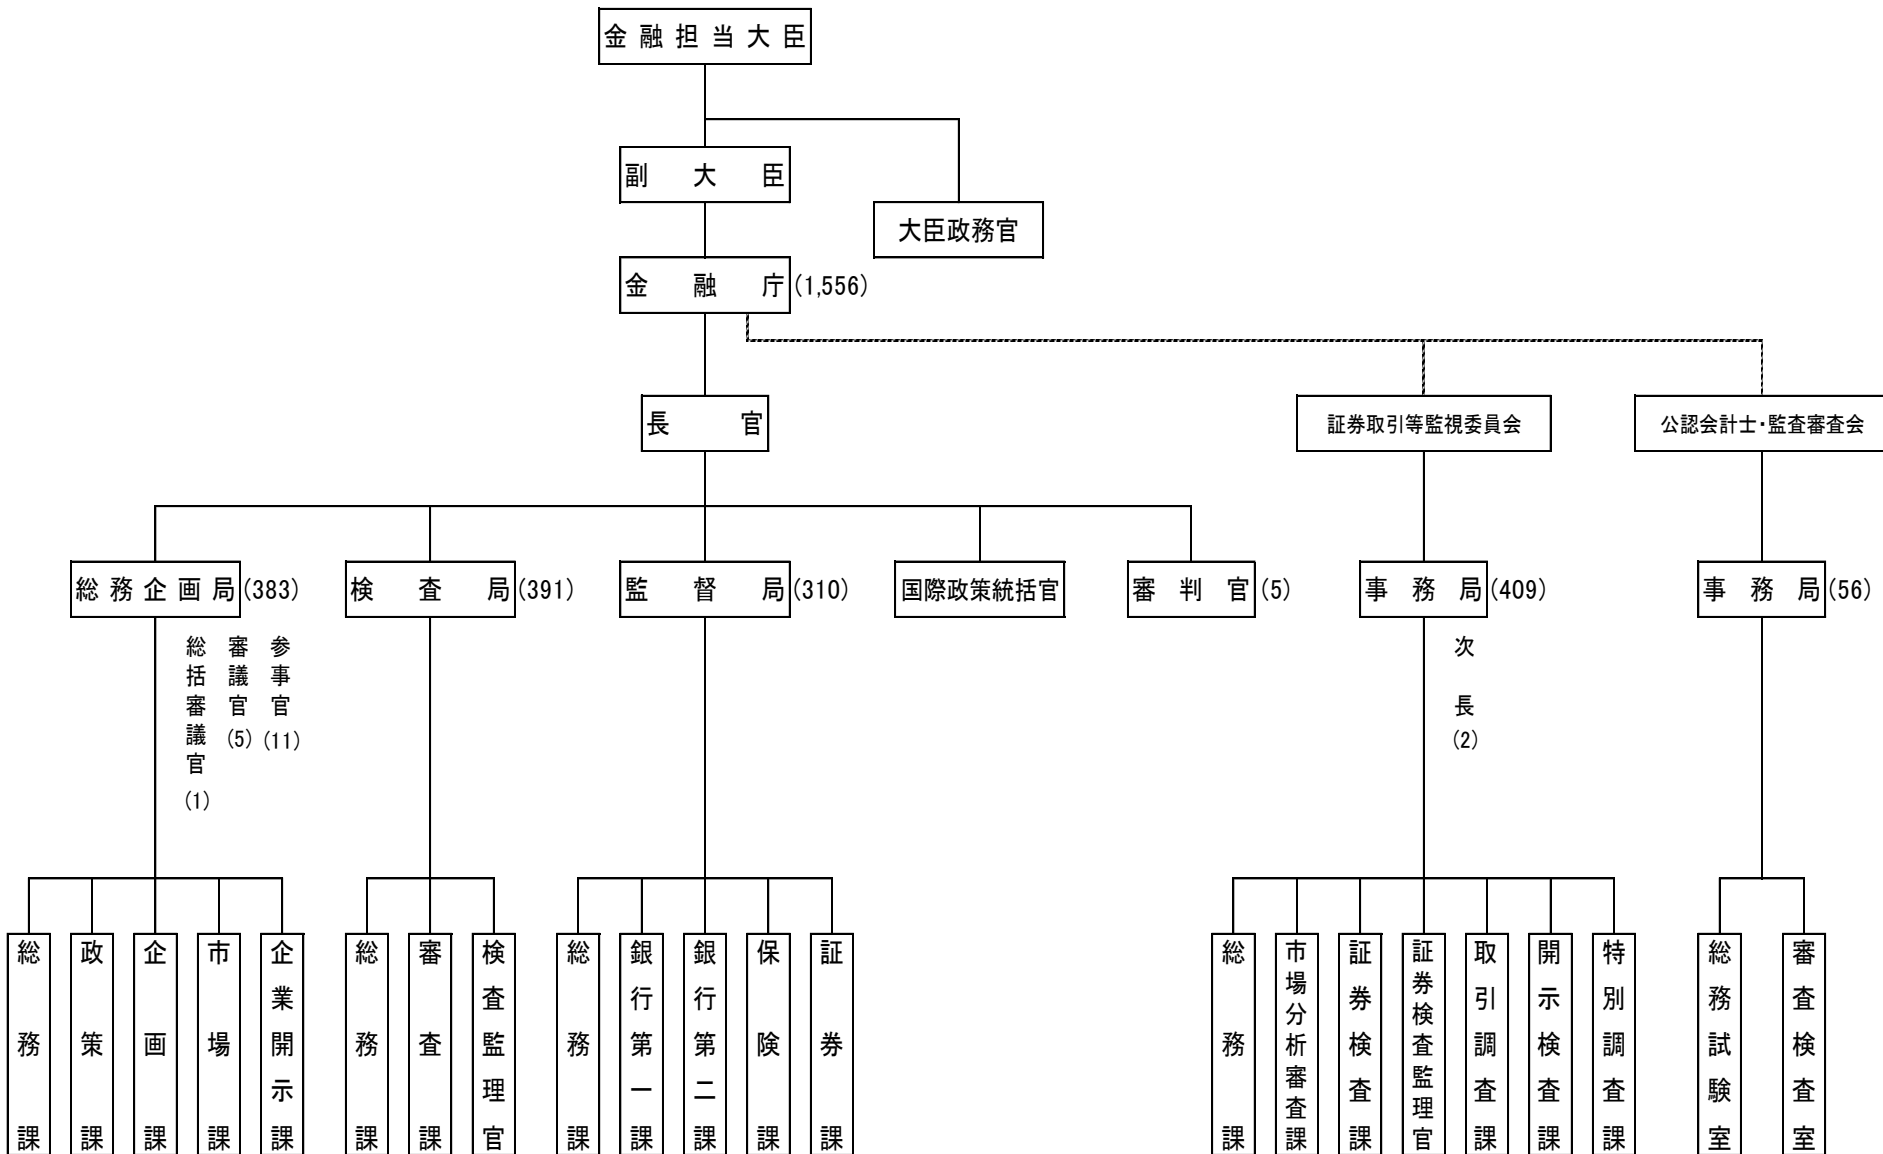 金融担当大臣
副大臣
大臣政務官
金融庁(1,556)
長官
証券取引等監視委員会
公認会計士・監査審査会
総務企画局(383)
検査局(391)
監督局(310)
国際政策統括官
審判官(5)
事務局(409)
事務局(56)
総括審議官(1)
審議官(5)
参事官(11)
次長(2)
総務課
政策課
企画課
市場課
企業開示課
総務課
審査課
検査監理官
総務課
銀行第一課
銀行第二課
保険課
証券課
総務課
市場分析審査課
証券検査課
証券検査監理官
取引調査課
開示検査課
特別調査課
総務試験室
審査検査室